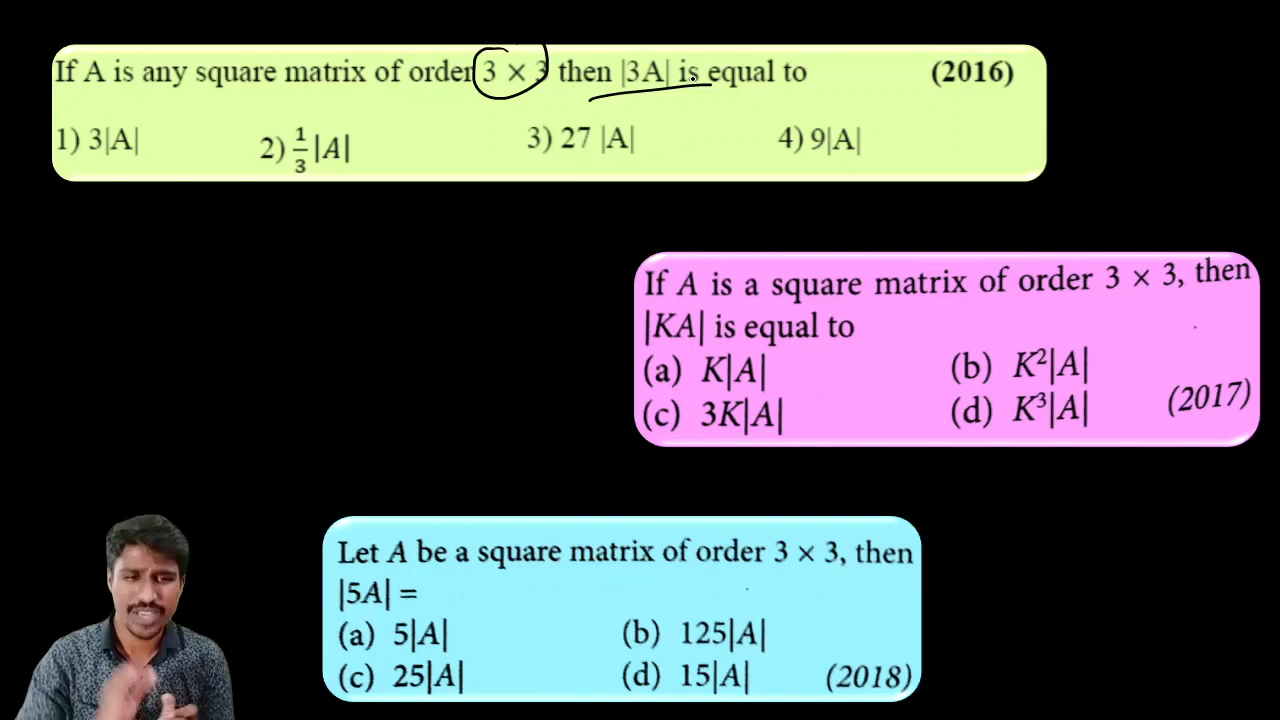 If A is any square matrix of order 3 × 3 then |3A| is equal to (2016)
1) 3|A| 2) 1/3 |A| 3) 27 |A| 4) 9|A|
If A is a square matrix of order 3 × 3, then
|KA| is equal to
(a) K|A| (b) K²|A|
(c) 3K|A| (d) K³|A| (2017)
Let A be a square matrix of order 3 × 3, then
|5A| =
(a) 5|A| (b) 125|A|
(c) 25|A| (d) 15|A| (2018)